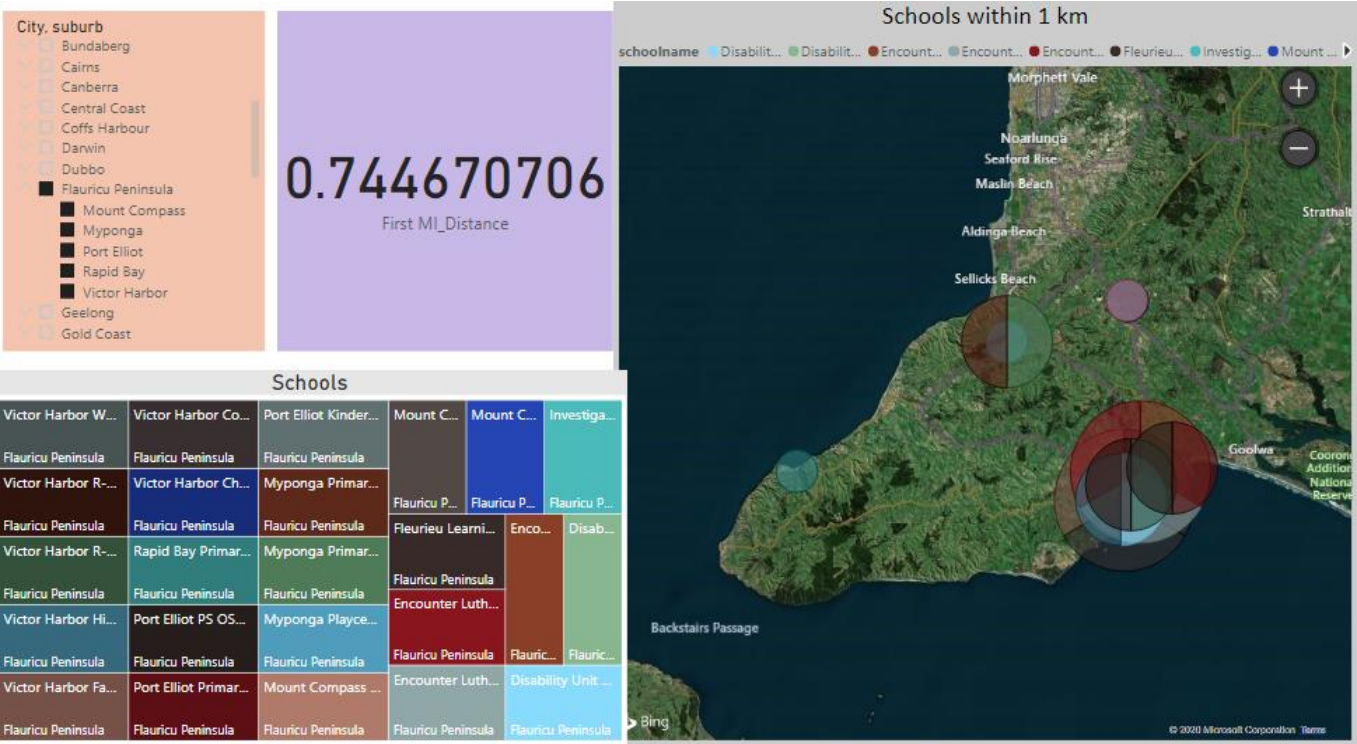 City, suburb
Bundaberg
Cairns
Canberra
Central Coast
Coffs Harbour
Darwin
Dubbo
Flauricu Peninsula
Mount Compass
Myponga
Port Elliot
Rapid Bay
Victor Harbor
Geelong
Gold Coast
0.744670706
First MI_Distance
Schools within 1 km
schoolname Disabilit... Disabilit... Encount... Encount... Encount... Fleurieu... Investig... Mount ...
Morphett Vale
Noarlunga
Seaford Rise
Maslin Beach
Strathalt
Aldinga Beach
Sellicks Beach
Goolwa
Cooron
Addition
Nationa
Reserve
Backstairs Passage
Bing
© 2020 Microsoft Corporation Terms
Schools
Victor Harbor W... Victor Harbor Co... Port Elliot Kinder... Mount C... Mount C... Investiga...
Flauricu Peninsula Flauricu Peninsula Flauricu Peninsula
Victor Harbor R-... Victor Harbor Ch... Myponga Primar...
Flauricu P... Flauricu P... Flauricu P...
Flauricu Peninsula Flauricu Peninsula Flauricu Peninsula
Fleurieu Learni... Enco... Disab...
Victor Harbor R-... Rapid Bay Primar... Myponga Primar...
Flauricu Peninsula
Flauricu Peninsula Flauricu Peninsula Flauricu Peninsula
Encounter Luth...
Victor Harbor Hi... Port Elliot PS OS... Myponga Playce...
Flauricu Peninsula Flauric... Flauric...
Flauricu Peninsula Flauricu Peninsula Flauricu Peninsula
Victor Harbor Fa... Port Elliot Primar... Mount Compass ... Encounter Luth... Disability Unit ...
Flauricu Peninsula Flauricu Peninsula Flauricu Peninsula Flauricu Peninsula Flauricu Peninsula